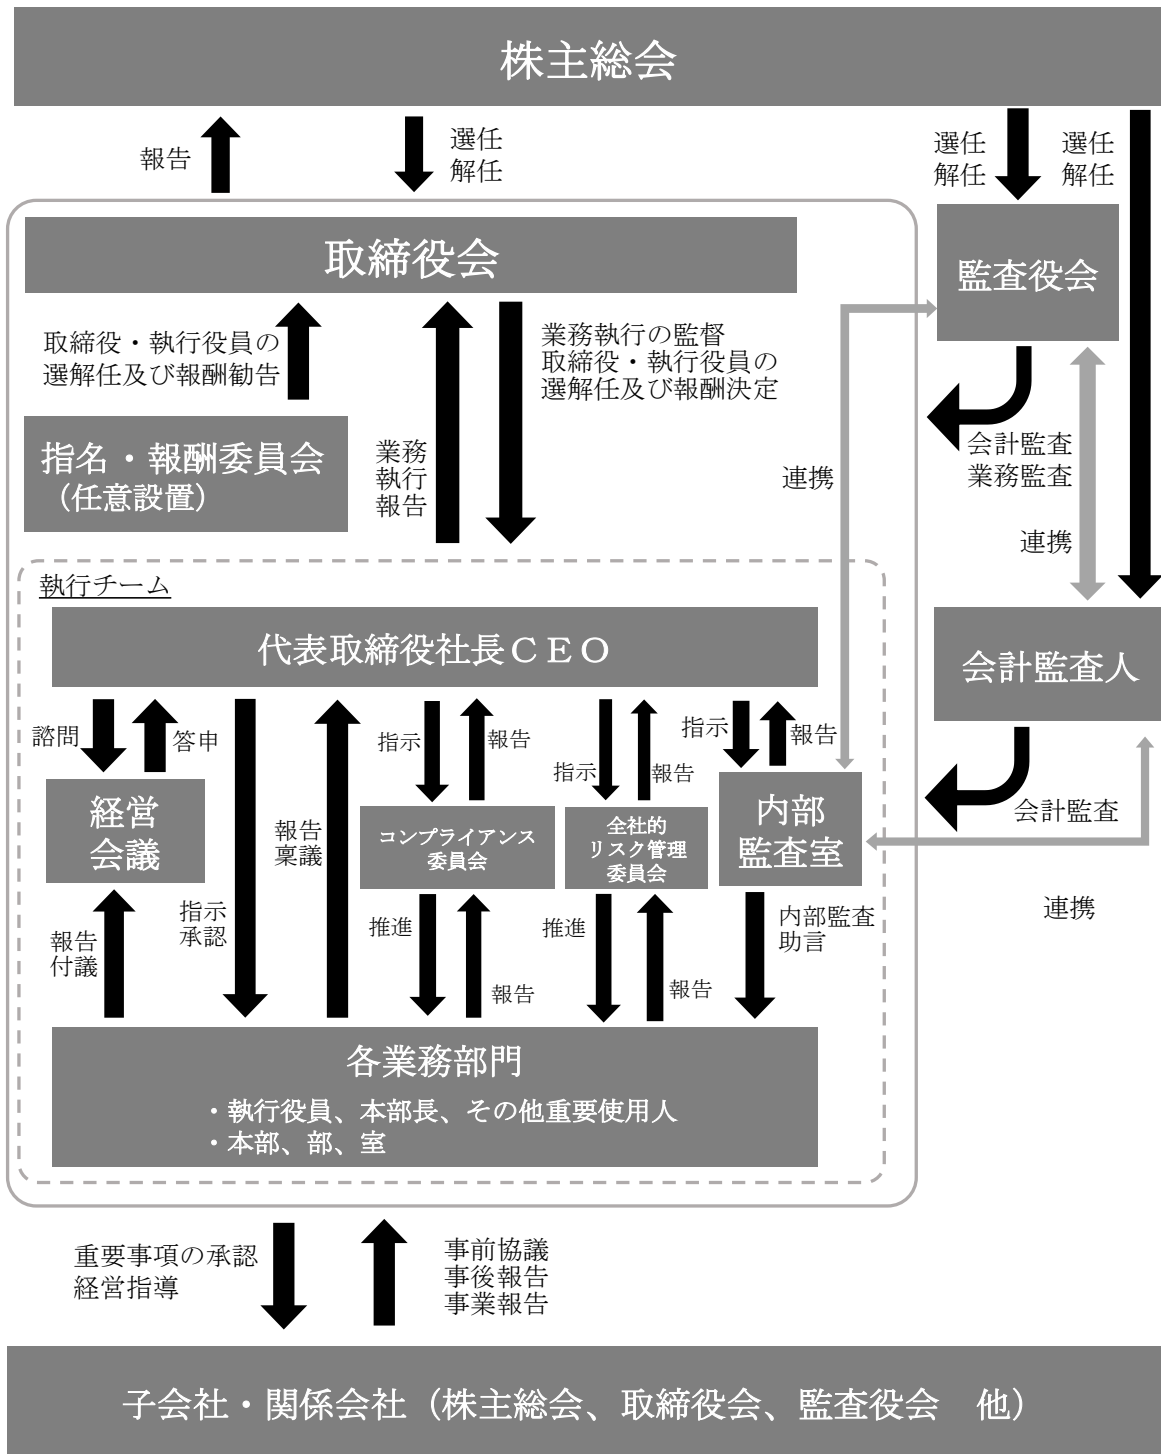 株主総会
報告
選任
解任
選任
解任
選任
解任
取締役会
監査役会
取締役・執行役員の
選解任及び報酬勧告
業務執行の監督
取締役・執行役員の
選解任及び報酬決定
指名・報酬委員会
（任意設置）
業務
執行
報告
連携
会計監査
業務監査
連携
執行チーム
代表取締役社長ＣＥＯ
会計監査人
諮問
答申
指示
報告
指示
報告
指示
報告
経営
会議
報告
稟議
コンプライアンス
委員会
全社的
リスク管理
委員会
内部
監査室
会計監査
連携
報告
付議
指示
承認
推進
報告
推進
報告
内部監査
助言
各業務部門
・執行役員、本部長、その他重要使用人
・本部、部、室
重要事項の承認
経営指導
事前協議
事後報告
事業報告
子会社・関係会社（株主総会、取締役会、監査役会　他）